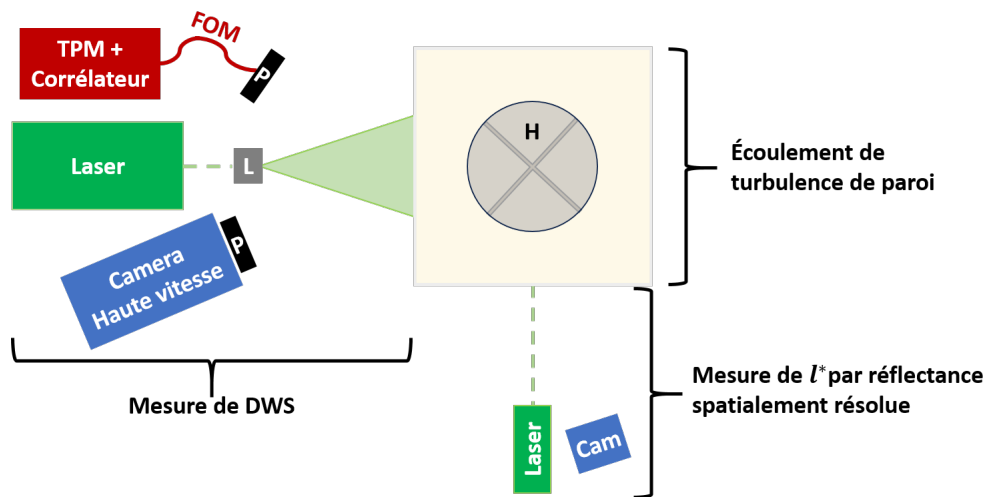 FOM
TPM +
Corrélateur
P
Laser
L
H
Écoulement de
turbulence de paroi
P
Camera
Haute vitesse
Mesure de DWS
Laser
Cam
Mesure de l* par réflectance
spatialement résolue